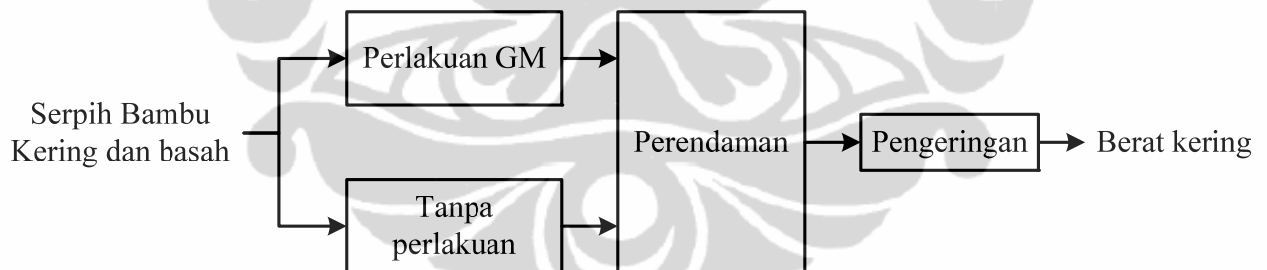 Serpih Bambu
Kering dan basah
Perlakuan GM
Tanpa
perlakuan
Perendaman
Pengeringan
Berat kering